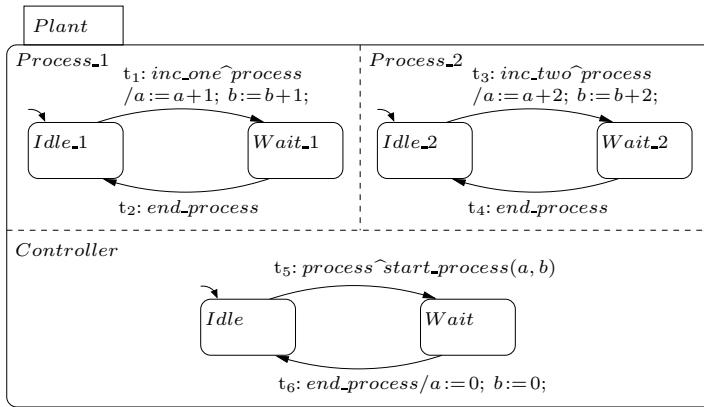 Plant
Process_1
Process_2
t₁: inc_one^process
/a:=a+1; b:=b+1;
t₃: inc_two^process
/a:=a+2; b:=b+2;
Idle_1
Wait_1
Idle_2
Wait_2
t₂: end_process
t₄: end_process
Controller
t₅: process^start_process(a, b)
Idle
Wait
t₆: end_process/a:=0; b:=0;